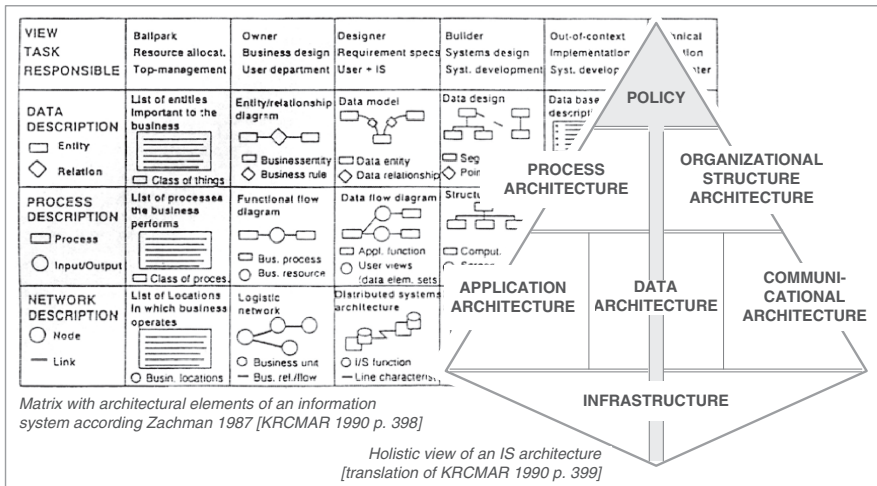 VIEW
TASK
RESPONSIBLE
Ballpark
Resource allocat.
Top-management
Owner
Business design
User department
Designer
Requirement specs
User + IS
Builder
Systems design
Syst. development
Out-of-context
Implementation
Syst. develop
DATA
DESCRIPTION
Entity
Relation
List of entities
Important to the
business
Class of things
Entity/relationship
diagram
Businessentity
Business rule
Data model
Data entity
Data relationship
Data design
Seg
Poin
Data base
descripti
PROCESS
DESCRIPTION
Process
Input/Output
List of processes
the business
performs
Class of proces.
Functional flow
diagram
Bus. process
Bus. resource
Data flow diagram
Appl. function
User views
(data elem. sets
Structu
Comput.
NETWORK
DESCRIPTION
Node
Link
List of Locations
In which business
operates
Busin. locations
Logistic
network
Business unit
Bus. rel./flow
Distributed systems
architecture
I/S function
Line characteris
POLICY
PROCESS
ARCHITECTURE
ORGANIZATIONAL
STRUCTURE
ARCHITECTURE
APPLICATION
ARCHITECTURE
DATA
ARCHITECTURE
COMMUNI-
CATIONAL
ARCHITECTURE
INFRASTRUCTURE
Matrix with architectural elements of an information
system according Zachman 1987 [KRCMAR 1990 p. 398]
Holistic view of an IS architecture
[translation of KRCMAR 1990 p. 399]